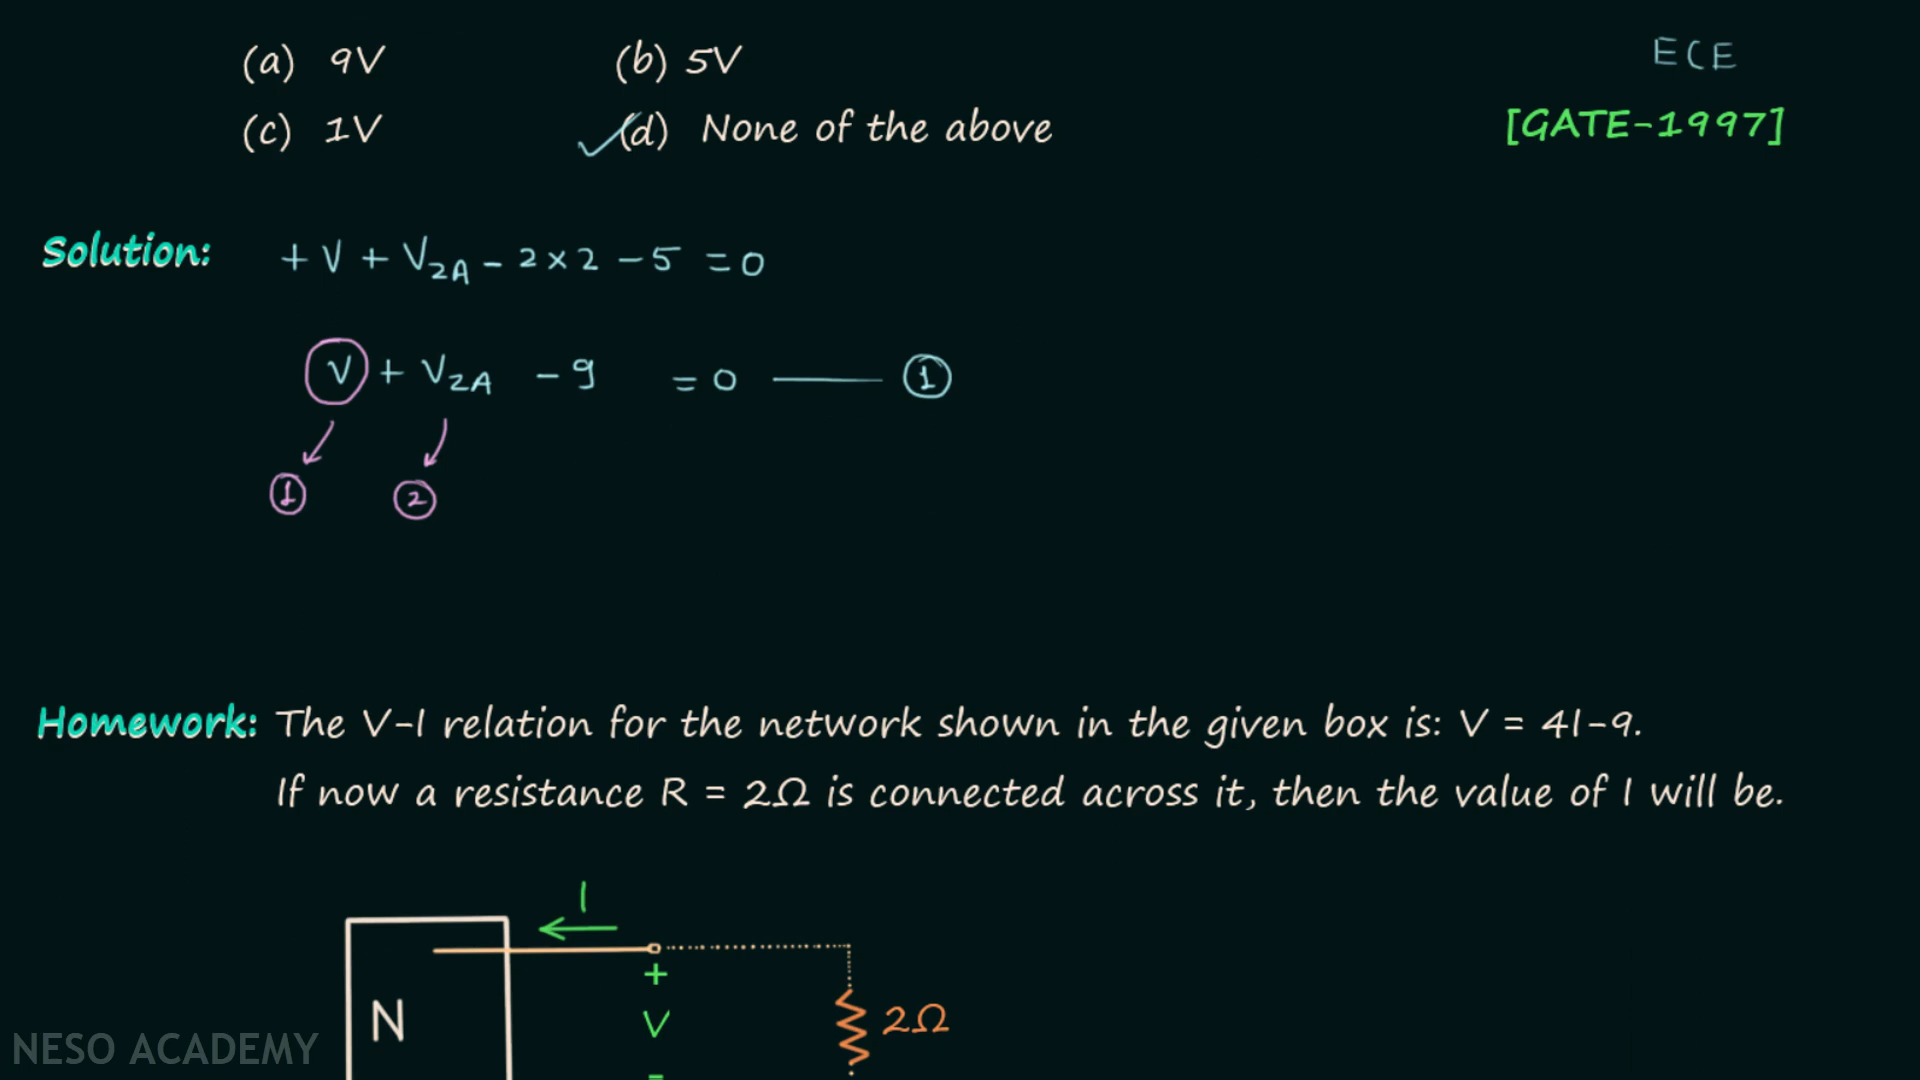 (a) 9V (b) 5V ECE
(c) 1V (d) None of the above [GATE-1997]
Solution: + V + V2A - 2 × 2 - 5 = 0
V + V2A - 9 = 0 —— 1
1 2
Homework: The V-I relation for the network shown in the given box is: V = 4I-9.
If now a resistance R = 2Ω is connected across it, then the value of I will be.
I
+
N V 2Ω
-
NESO ACADEMY